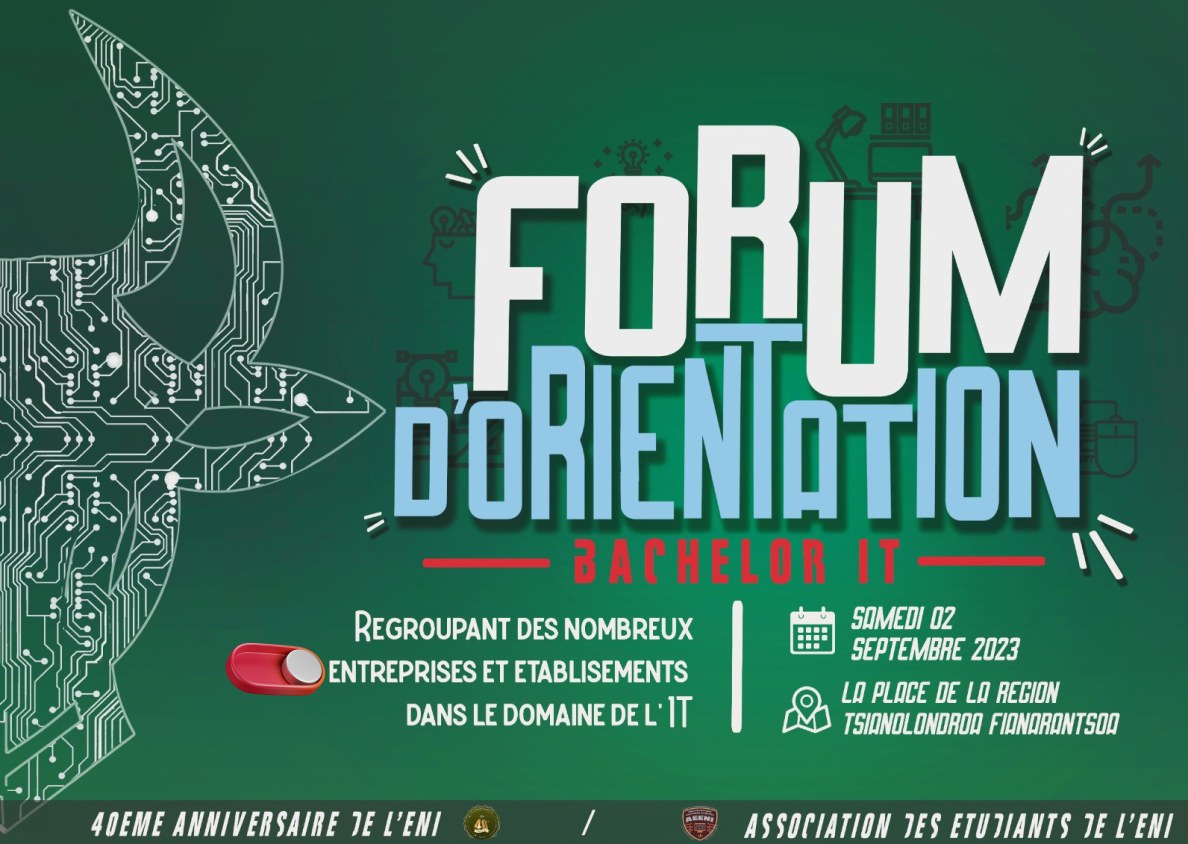 FORUM
D'ORIENTATION
BACHELOR IT
REGROUPANT DES NOMBREUX
ENTREPRISES ET ETABLISEMENTS
DANS LE DOMAINE DE L'IT
SAMEDI 02
SEPTEMBRE 2023
LA PLACE DE LA REGION
TSIANOLONDROA FIANARANTSOA
40EME ANNIVERSAIRE DE L'ENI
/
AEENI
ASSOCIATION DES ETUDIANTS DE L'ENI